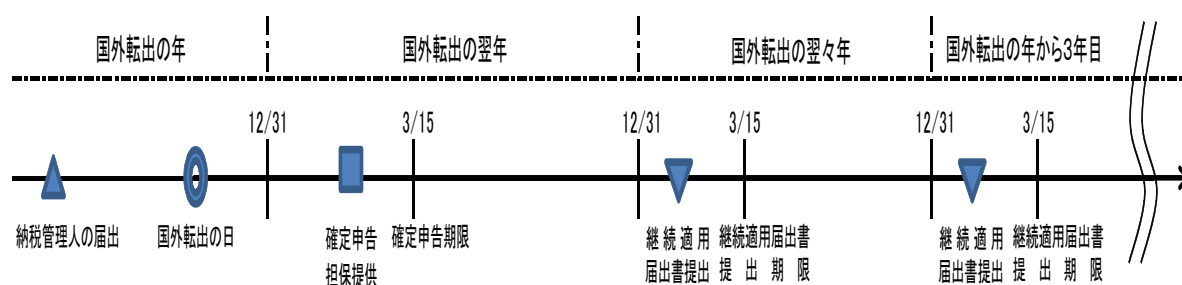 国外転出の年
国外転出の翌年
国外転出の翌々年
国外転出の年から3年目
12/31
3/15
12/31
3/15
12/31
3/15
納税管理人の届出
国外転出の日
確定申告
担保提供
確定申告期限
継続適用
届出書提出
継続適用届出書
提出期限
継続適用
届出書提出
継続適用届出書
提出期限